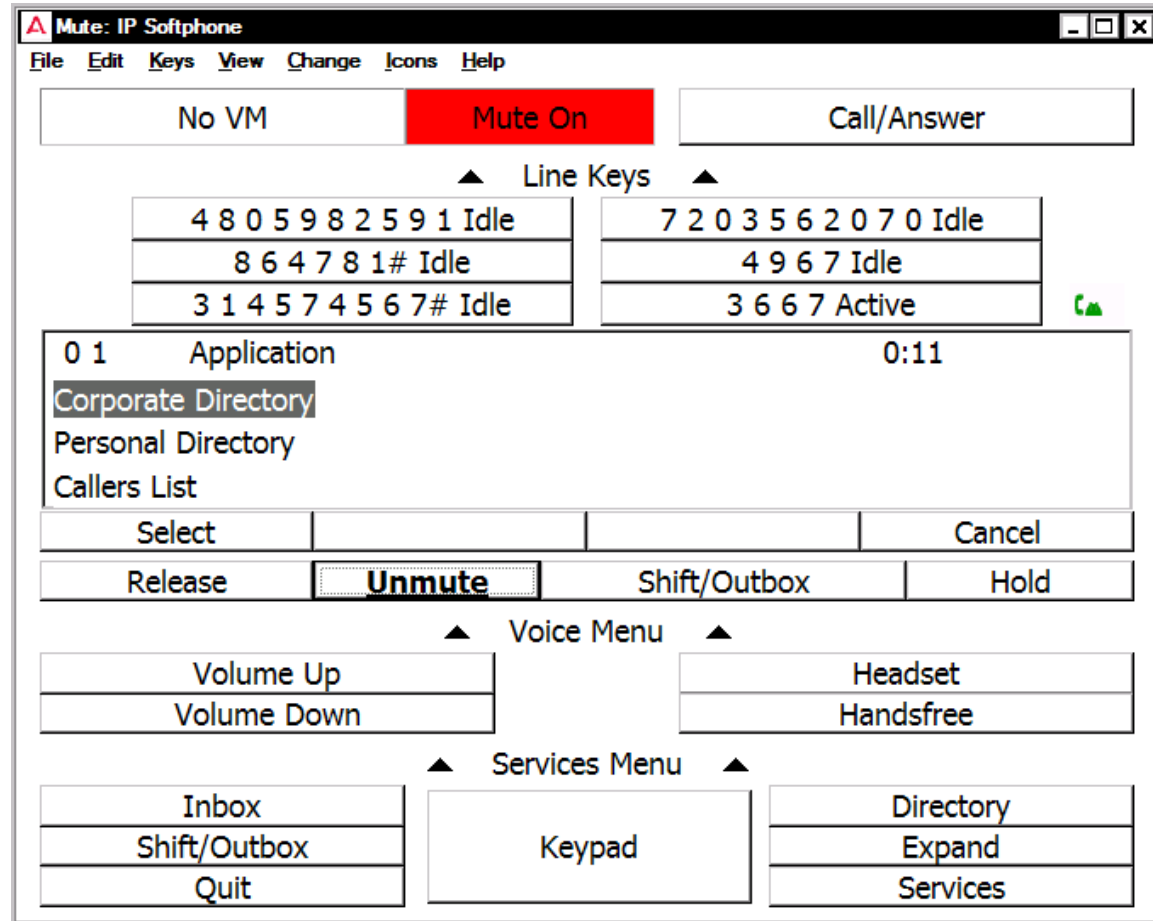 Mute: IP Softphone
File Edit Keys View Change Icons Help
No VM Mute On Call/Answer
Line Keys
4 8 0 5 9 8 2 5 9 1 Idle 7 2 0 3 5 6 2 0 7 0 Idle
8 6 4 7 8 1# Idle 4 9 6 7 Idle
3 1 4 5 7 4 5 6 7# Idle 3 6 6 7 Active
0 1 Application 0:11
Corporate Directory
Personal Directory
Callers List
Select Cancel
Release Unmute Shift/Outbox Hold
Voice Menu
Volume Up Headset
Volume Down Handsfree
Services Menu
Inbox Directory
Shift/Outbox Keypad Expand
Quit Services